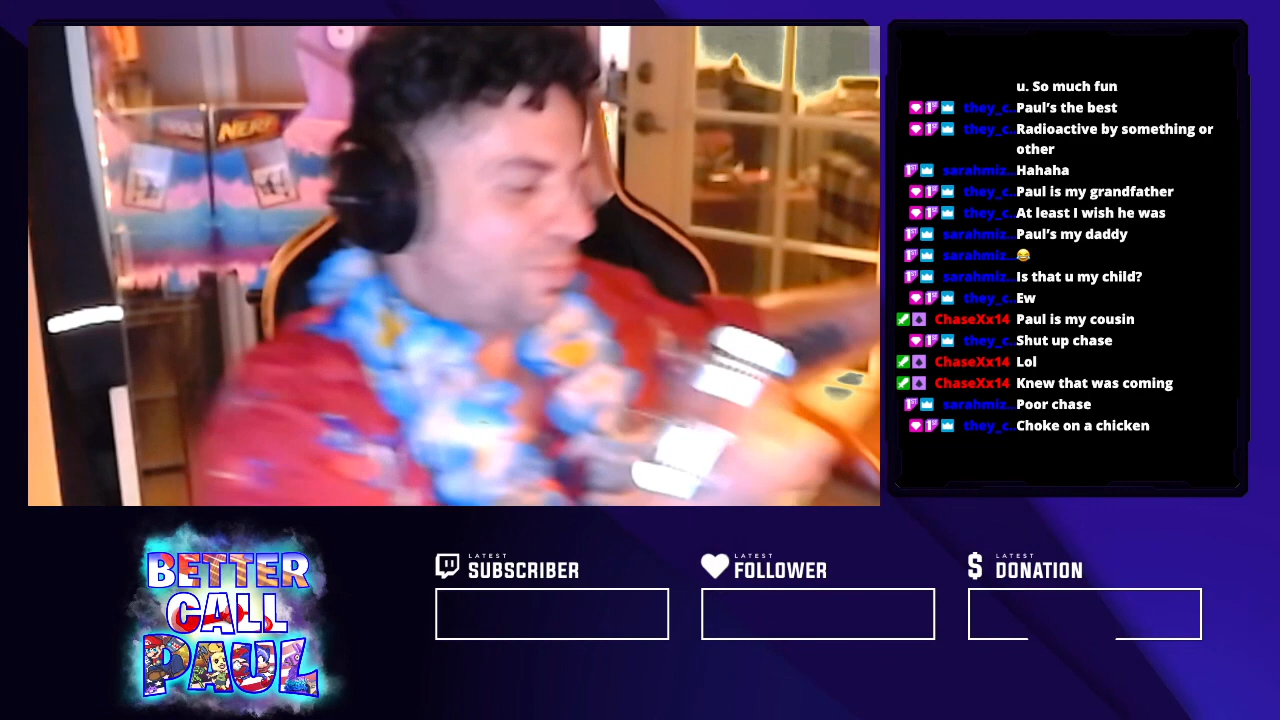 NERF
u. So much fun
they_c... Paul's the best
they_c... Radioactive by something or
other
sarahmiz... Hahaha
they_c... Paul is my grandfather
they_c... At least I wish he was
sarahmiz... Paul's my daddy
sarahmiz... 😂
sarahmiz... Is that u my child?
they_c... Ew
ChaseXx14 Paul is my cousin
they_c... Shut up chase
ChaseXx14 Lol
ChaseXx14 Knew that was coming
sarahmiz... Poor chase
they_c... Choke on a chicken
BETTER
CALL
PAUL
LATEST
SUBSCRIBER
LATEST
FOLLOWER
$ LATEST
DONATION